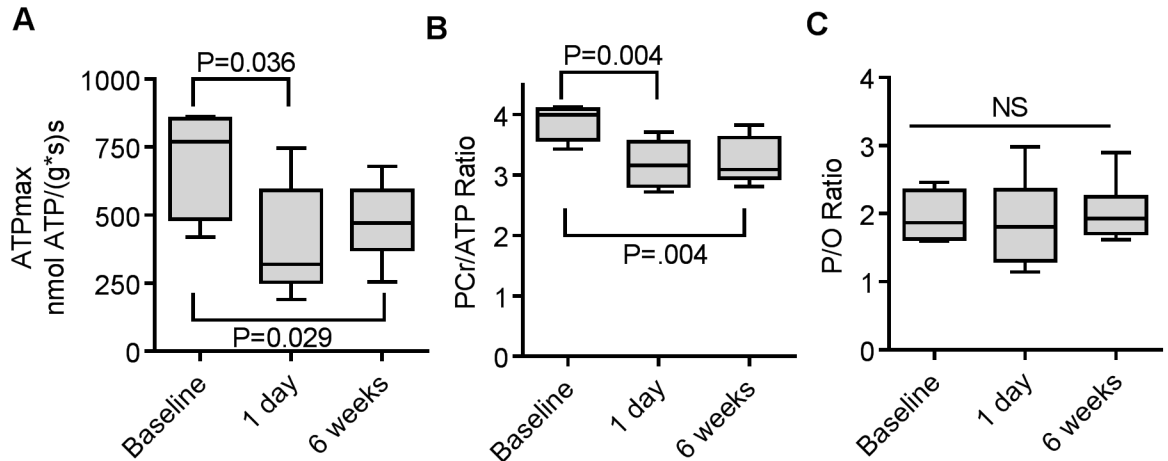 A
P=0.036
ATPmax
nmol ATP/(g*s)s
1000
750
500
250
0
P=0.029
Baseline
1 day
6 weeks
B
P=0.004
PCr/ATP Ratio
4
3
2
1
0
P=.004
Baseline
1 day
6 weeks
C
NS
P/O Ratio
4
3
2
1
0
Baseline
1 day
6 weeks